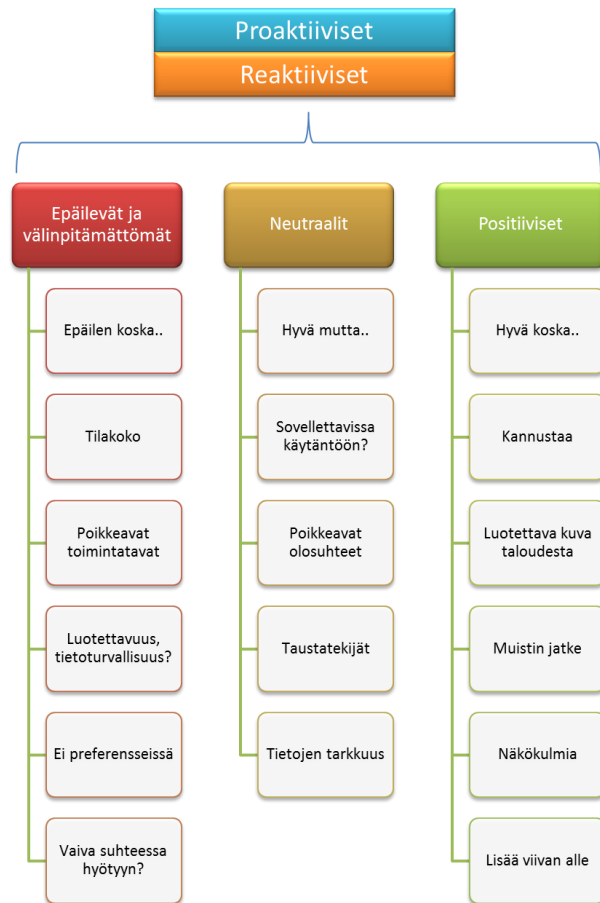 Proaktiiviset
Reaktiiviset
Epäilevät ja
välinpitämättömät
Epäilen koska..
Tilakoko
Poikkeavat
toimintatavat
Luotettavuus,
tietoturvallisuus?
Ei preferensseissä
Vaiva suhteessa
hyötyyn?
Neutraalit
Hyvä mutta..
Sovellettavissa
käytäntöön?
Poikkeavat
olosuhteet
Taustatekijät
Tietojen tarkkuus
Positiiviset
Hyvä koska..
Kannustaa
Luotettava kuva
taloudesta
Muistin jatke
Näkökulmia
Lisää viivan alle